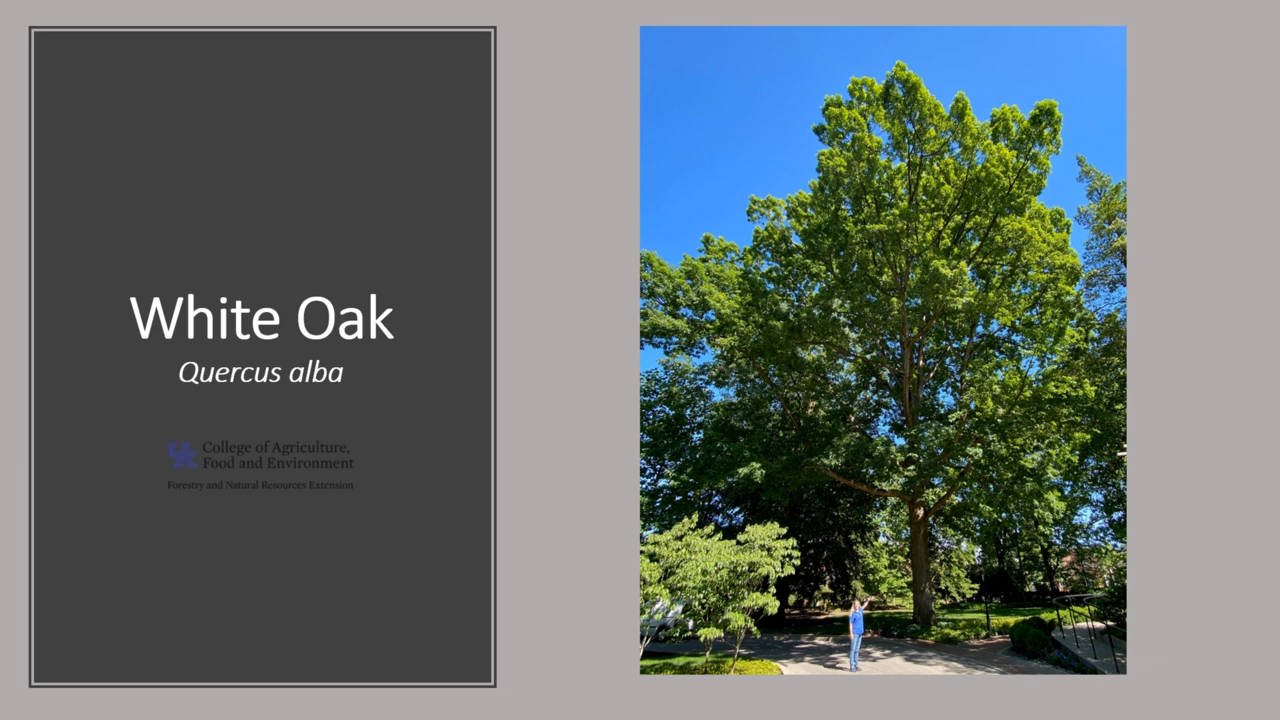 White Oak
Quercus alba
College of Agriculture,
Food and Environment
Forestry and Natural Resources Extension